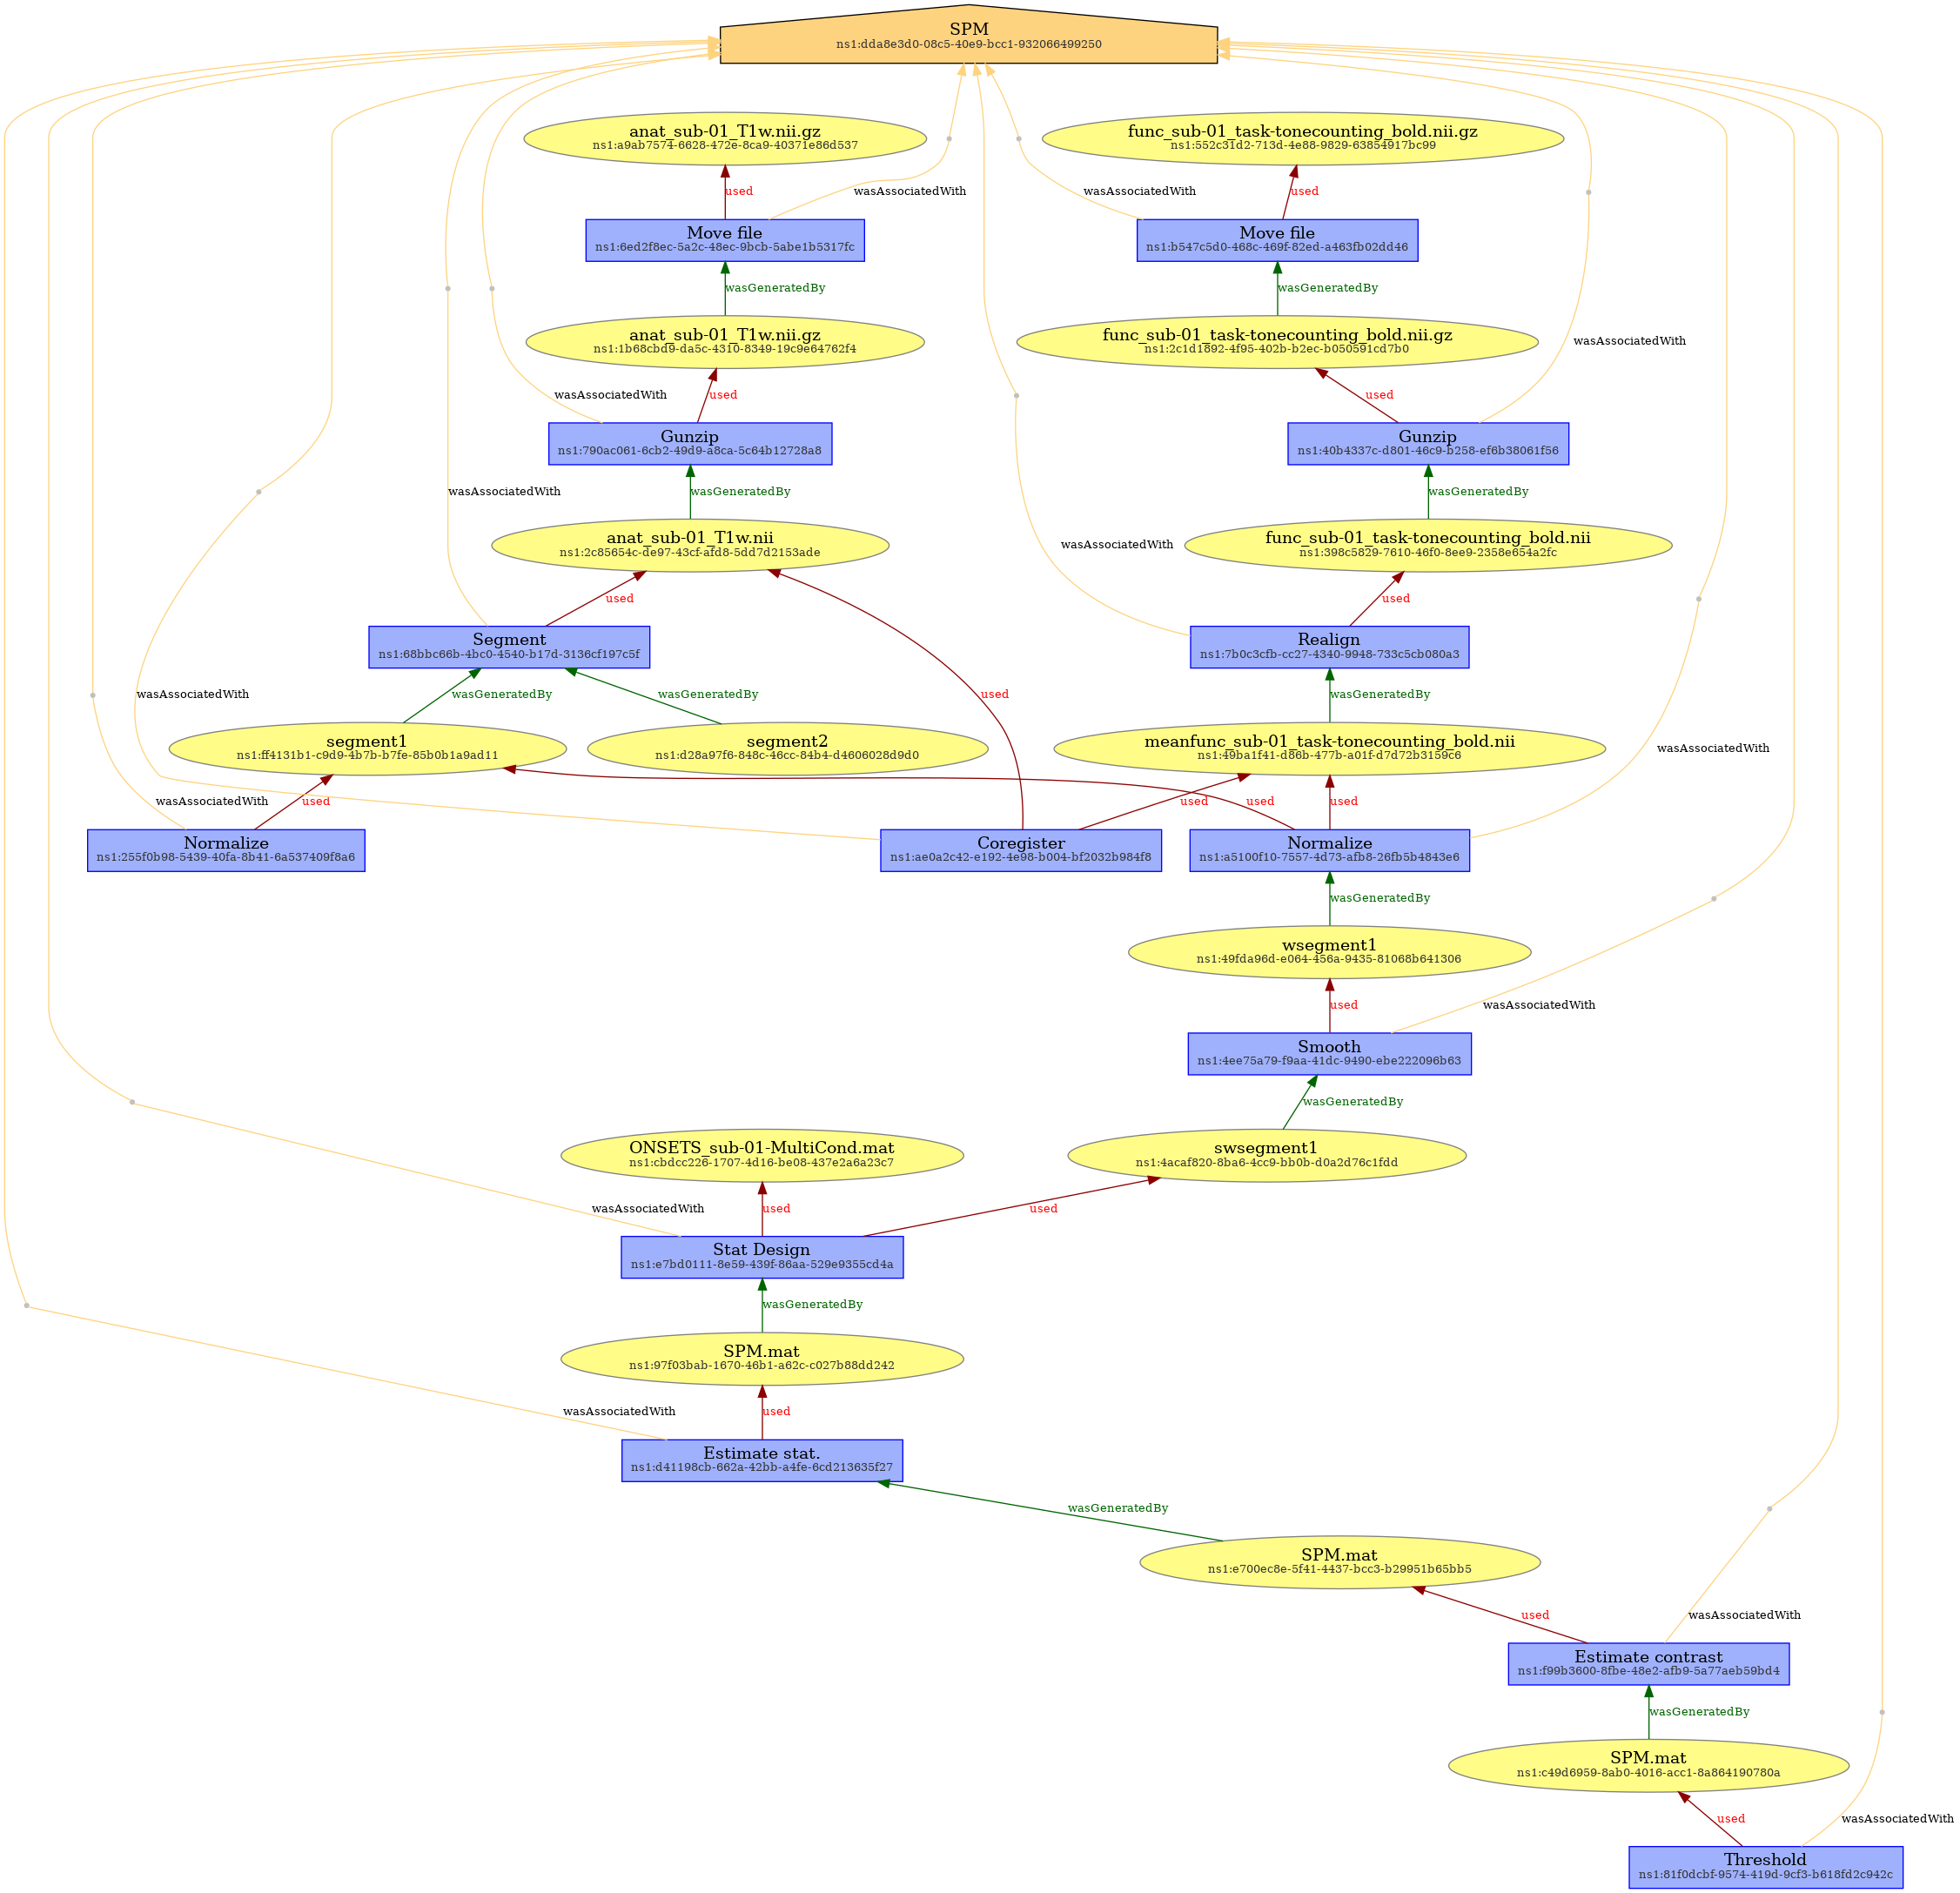 SPM
ns1:dda8e3d0-08c5-40e9-bcc1-932066499250
anat_sub-01_T1w.nii.gz
ns1:a9ab7574-6628-472e-8ca9-40371e86d537
func_sub-01_task-tonecounting_bold.nii.gz
ns1:552c31d2-713d-4e88-9829-63854917bc99
used
wasAssociatedWith
wasAssociatedWith
used
Move file
ns1:6ed2f8ec-5a2c-48ec-9bcb-5abe1b5317fc
Move file
ns1:b547c5d0-468c-469f-82ed-a463fb02dd46
wasGeneratedBy
wasGeneratedBy
anat_sub-01_T1w.nii.gz
ns1:1b68cbd9-da5c-4310-8349-19c9e64762f4
func_sub-01_task-tonecounting_bold.nii.gz
ns1:2c1d1892-4f95-402b-b2ec-b050591cd7b0
wasAssociatedWith
wasAssociatedWith
used
used
Gunzip
ns1:790ac061-6cb2-49d9-a8ca-5c64b12728a8
Gunzip
ns1:40b4337c-d801-46c9-b258-ef6b38061f56
wasAssociatedWith
wasGeneratedBy
wasGeneratedBy
anat_sub-01_T1w.nii
ns1:2c85654c-de97-43cf-afd8-5dd7d2153ade
wasAssociatedWith
func_sub-01_task-tonecounting_bold.nii
ns1:398c5829-7610-46f0-8ee9-2358e654a2fc
used
used
Segment
ns1:68bbc66b-4bc0-4540-b17d-3136cf197c5f
Realign
ns1:7b0c3cfb-cc27-4340-9948-733c5cb080a3
wasAssociatedWith
wasGeneratedBy
wasGeneratedBy
used
wasGeneratedBy
segment1
ns1:ff4131b1-c9d9-4b7b-b7fe-85b0b1a9ad11
segment2
ns1:d28a97f6-848c-46cc-84b4-d4606028d9d0
meanfunc_sub-01_task-tonecounting_bold.nii
ns1:49ba1f41-d86b-477b-a01f-d7d72b3159c6
wasAssociatedWith
wasAssociatedWith
used
used
used
used
Normalize
ns1:255f0b98-5439-40fa-8b41-6a537409f8a6
Coregister
ns1:ae0a2c42-e192-4e98-b004-bf2032b984f8
Normalize
ns1:a5100f10-7557-4d73-afb8-26fb5b4843e6
wasGeneratedBy
wsegment1
ns1:49fda96d-e064-456a-9435-81068b641306
used
wasAssociatedWith
Smooth
ns1:4ee75a79-f9aa-41dc-9490-ebe222096b63
wasGeneratedBy
ONSETS_sub-01-MultiCond.mat
ns1:cbdcc226-1707-4d16-be08-437e2a6a23c7
swsegment1
ns1:4acaf820-8ba6-4cc9-bb0b-d0a2d76c1fdd
wasAssociatedWith
used
used
Stat Design
ns1:e7bd0111-8e59-439f-86aa-529e9355cd4a
wasGeneratedBy
SPM.mat
ns1:97f03bab-1670-46b1-a62c-c027b88dd242
wasAssociatedWith
used
Estimate stat.
ns1:d41198cb-662a-42bb-a4fe-6cd213635f27
wasGeneratedBy
SPM.mat
ns1:e700ec8e-5f41-4437-bcc3-b29951b65bb5
used
wasAssociatedWith
Estimate contrast
ns1:f99b3600-8fbe-48e2-afb9-5a77aeb59bd4
wasGeneratedBy
SPM.mat
ns1:c49d6959-8ab0-4016-acc1-8a864190780a
used
wasAssociatedWith
Threshold
ns1:81f0dcbf-9574-419d-9cf3-b618fd2c942c